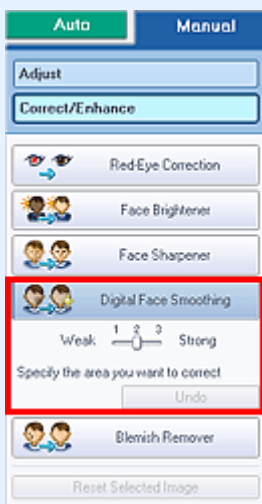 Auto Manual
Adjust
Correct/Enhance
Red-Eye Correction
Face Brightener
Face Sharpener
Digital Face Smoothing
1 2 3
Weak Strong
Specify the area you want to correct
Undo
Blemish Remover
Reset Selected Image